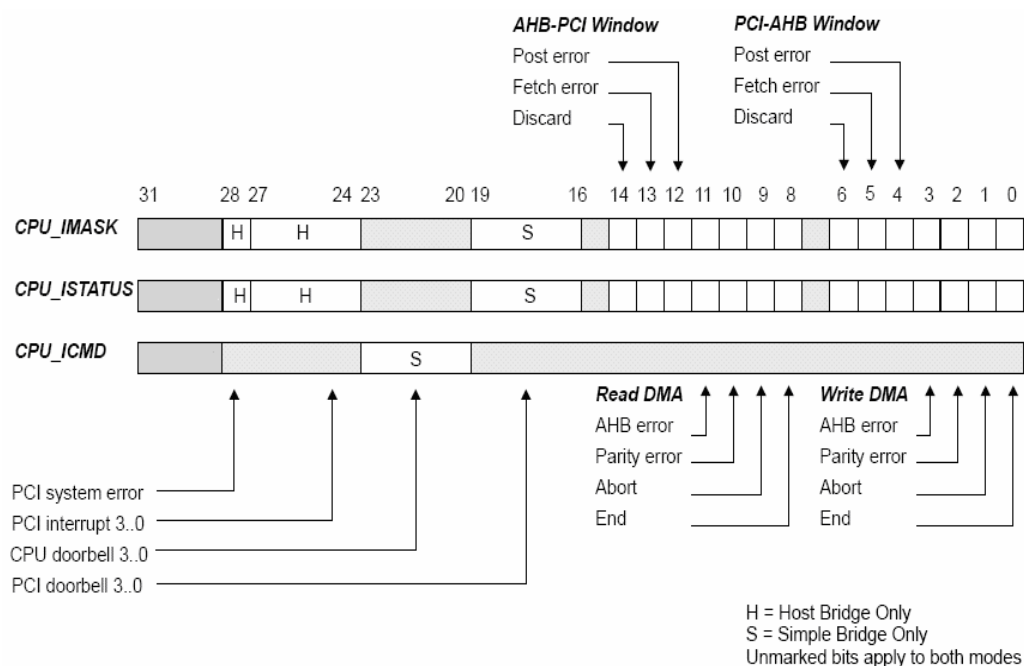 AHB-PCI Window PCI-AHB Window
Post error Post error
Fetch error Fetch error
Discard Discard
31 28 27 24 23 20 19 16 14 13 12 11 10 9 8 6 5 4 3 2 1 0
CPU_IMASK H H S
CPU_ISTATUS H H S
CPU_ICMD S
Read DMA Write DMA
AHB error AHB error
Parity error Parity error
Abort Abort
End End
PCI system error
PCI interrupt 3..0
CPU doorbell 3..0
PCI doorbell 3..0
H = Host Bridge Only
S = Simple Bridge Only
Unmarked bits apply to both modes